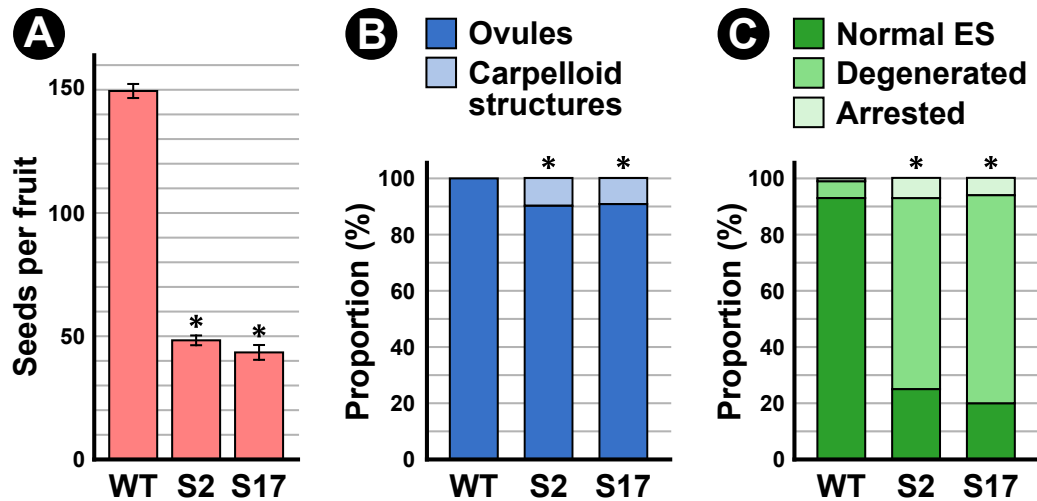 A
Seeds per fruit
150
100
50
0
*
*
WT S2 S17
B
Ovules
Carpelloid
structures
Proportion (%)
100
80
60
40
20
0
*
*
WT S2 S17
C
Normal ES
Degenerated
Arrested
Proportion (%)
100
80
60
40
20
0
*
*
WT S2 S17